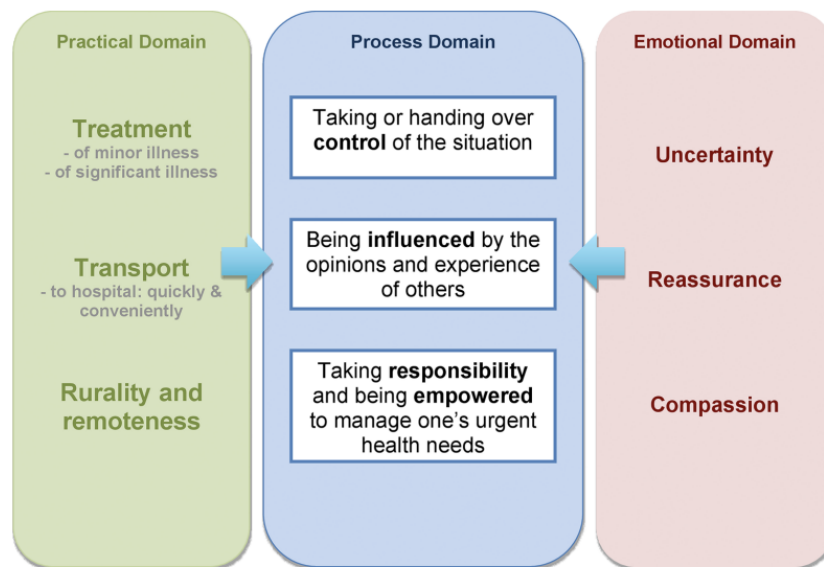 Practical Domain
Treatment
- of minor illness
- of significant illness
Transport
- to hospital: quickly &
conveniently
Rurality and
remoteness
Process Domain
Taking or handing over
control of the situation
Being influenced by the
opinions and experience
of others
Taking responsibility
and being empowered
to manage one's urgent
health needs
Emotional Domain
Uncertainty
Reassurance
Compassion